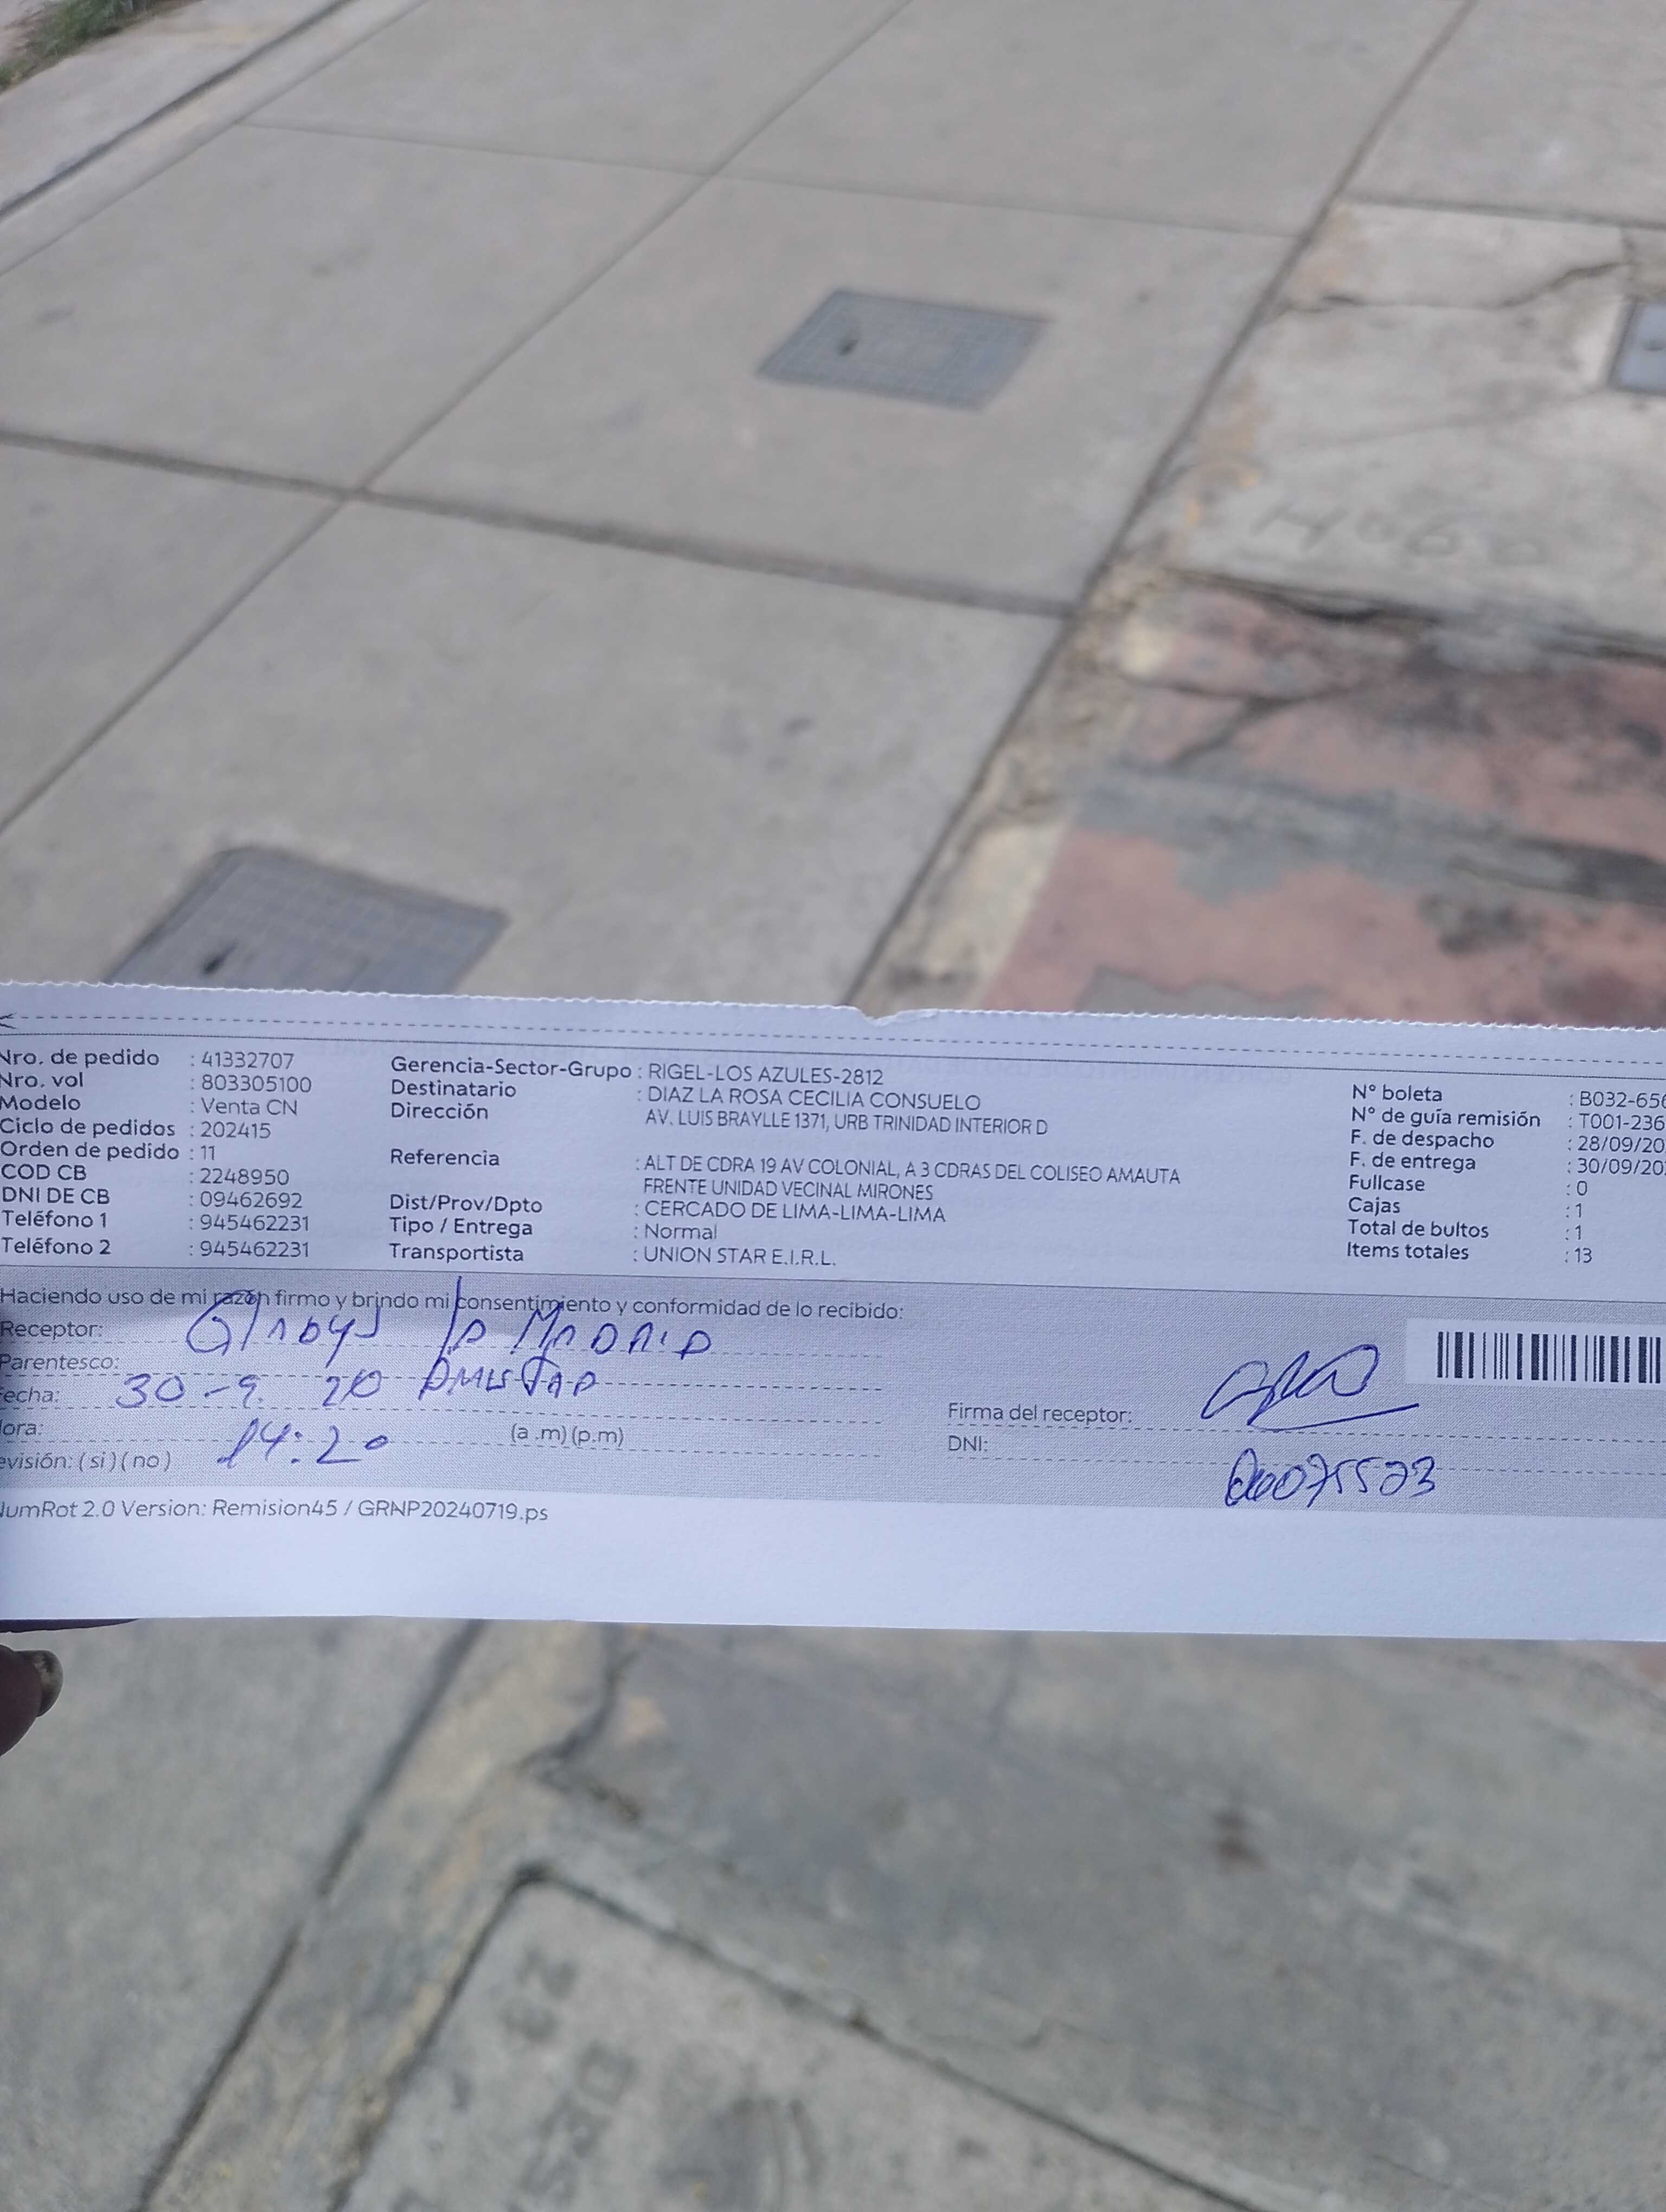 Nro. de pedido : 41332707
Nro. vol : 803305100
Modelo : Venta CN
Ciclo de pedidos : 202415
Orden de pedido : 11
COD CB : 2248950
DNI DE CB : 09462692
Teléfono 1 : 945462231
Teléfono 2 : 945462231
Gerencia-Sector-Grupo : RIGEL-LOS AZULES-2812
Destinatario : DIAZ LA ROSA CECILIA CONSUELO
Dirección AV. LUIS BRAYLLE 1371, URB TRINIDAD INTERIOR D
Referencia : ALT DE CDRA 19 AV COLONIAL, A 3 CDRAS DEL COLISEO AMAUTA
FRENTE UNIDAD VECINAL MIRONES
Dist/Prov/Dpto : CERCADO DE LIMA-LIMA-LIMA
Tipo / Entrega : Normal
Transportista : UNION STAR E.I.R.L.
N° boleta : B032-656
N° de guía remisión : T001-236
F. de despacho : 28/09/20
F. de entrega : 30/09/20
Fullcase : 0
Cajas : 1
Total de bultos : 1
Items totales : 13
Haciendo uso de mi razón firmo y brindo mi consentimiento y conformidad de lo recibido:
Receptor: Gladys la Madrid
Parentesco: Amistad
echa: 30-9. 20
ora: 14:20 (a .m) (p.m)
evisión: ( si ) ( no )
Firma del receptor:
DNI: 06075523
NumRot 2.0 Version: Remision45 / GRNP20240719.ps